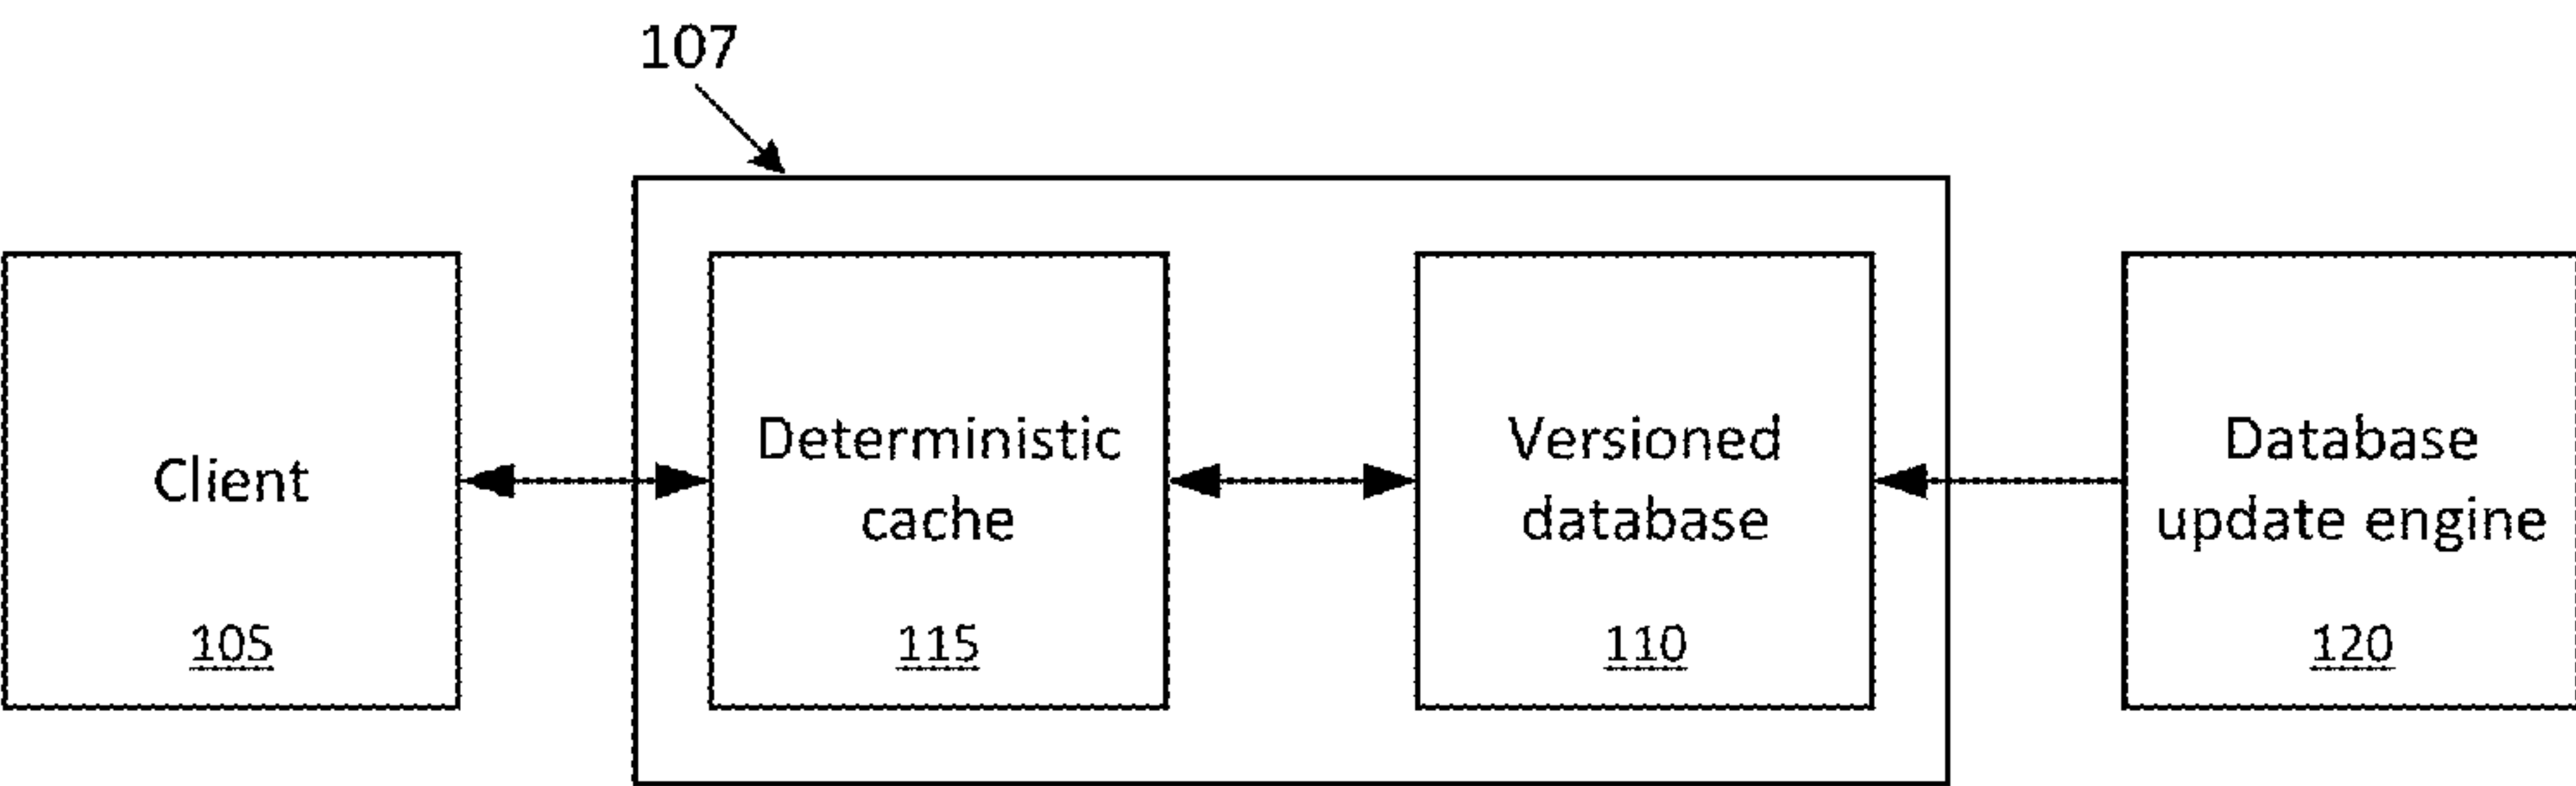 107
Client
105
Deterministic
cache
115
Versioned
database
110
Database
update engine
120